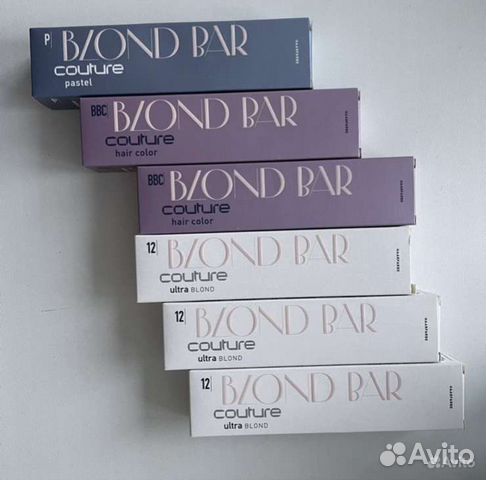 P BLOND BAR
couture
pastel
BBC BLOND BAR
couture
hair color
BBC BLOND BAR
couture
hair color
12 BLOND BAR
couture
ultra BLOND
12 BLOND BAR
couture
ultra BLOND
12 BLOND BAR
couture
ultra BLOND
Avito
Avito